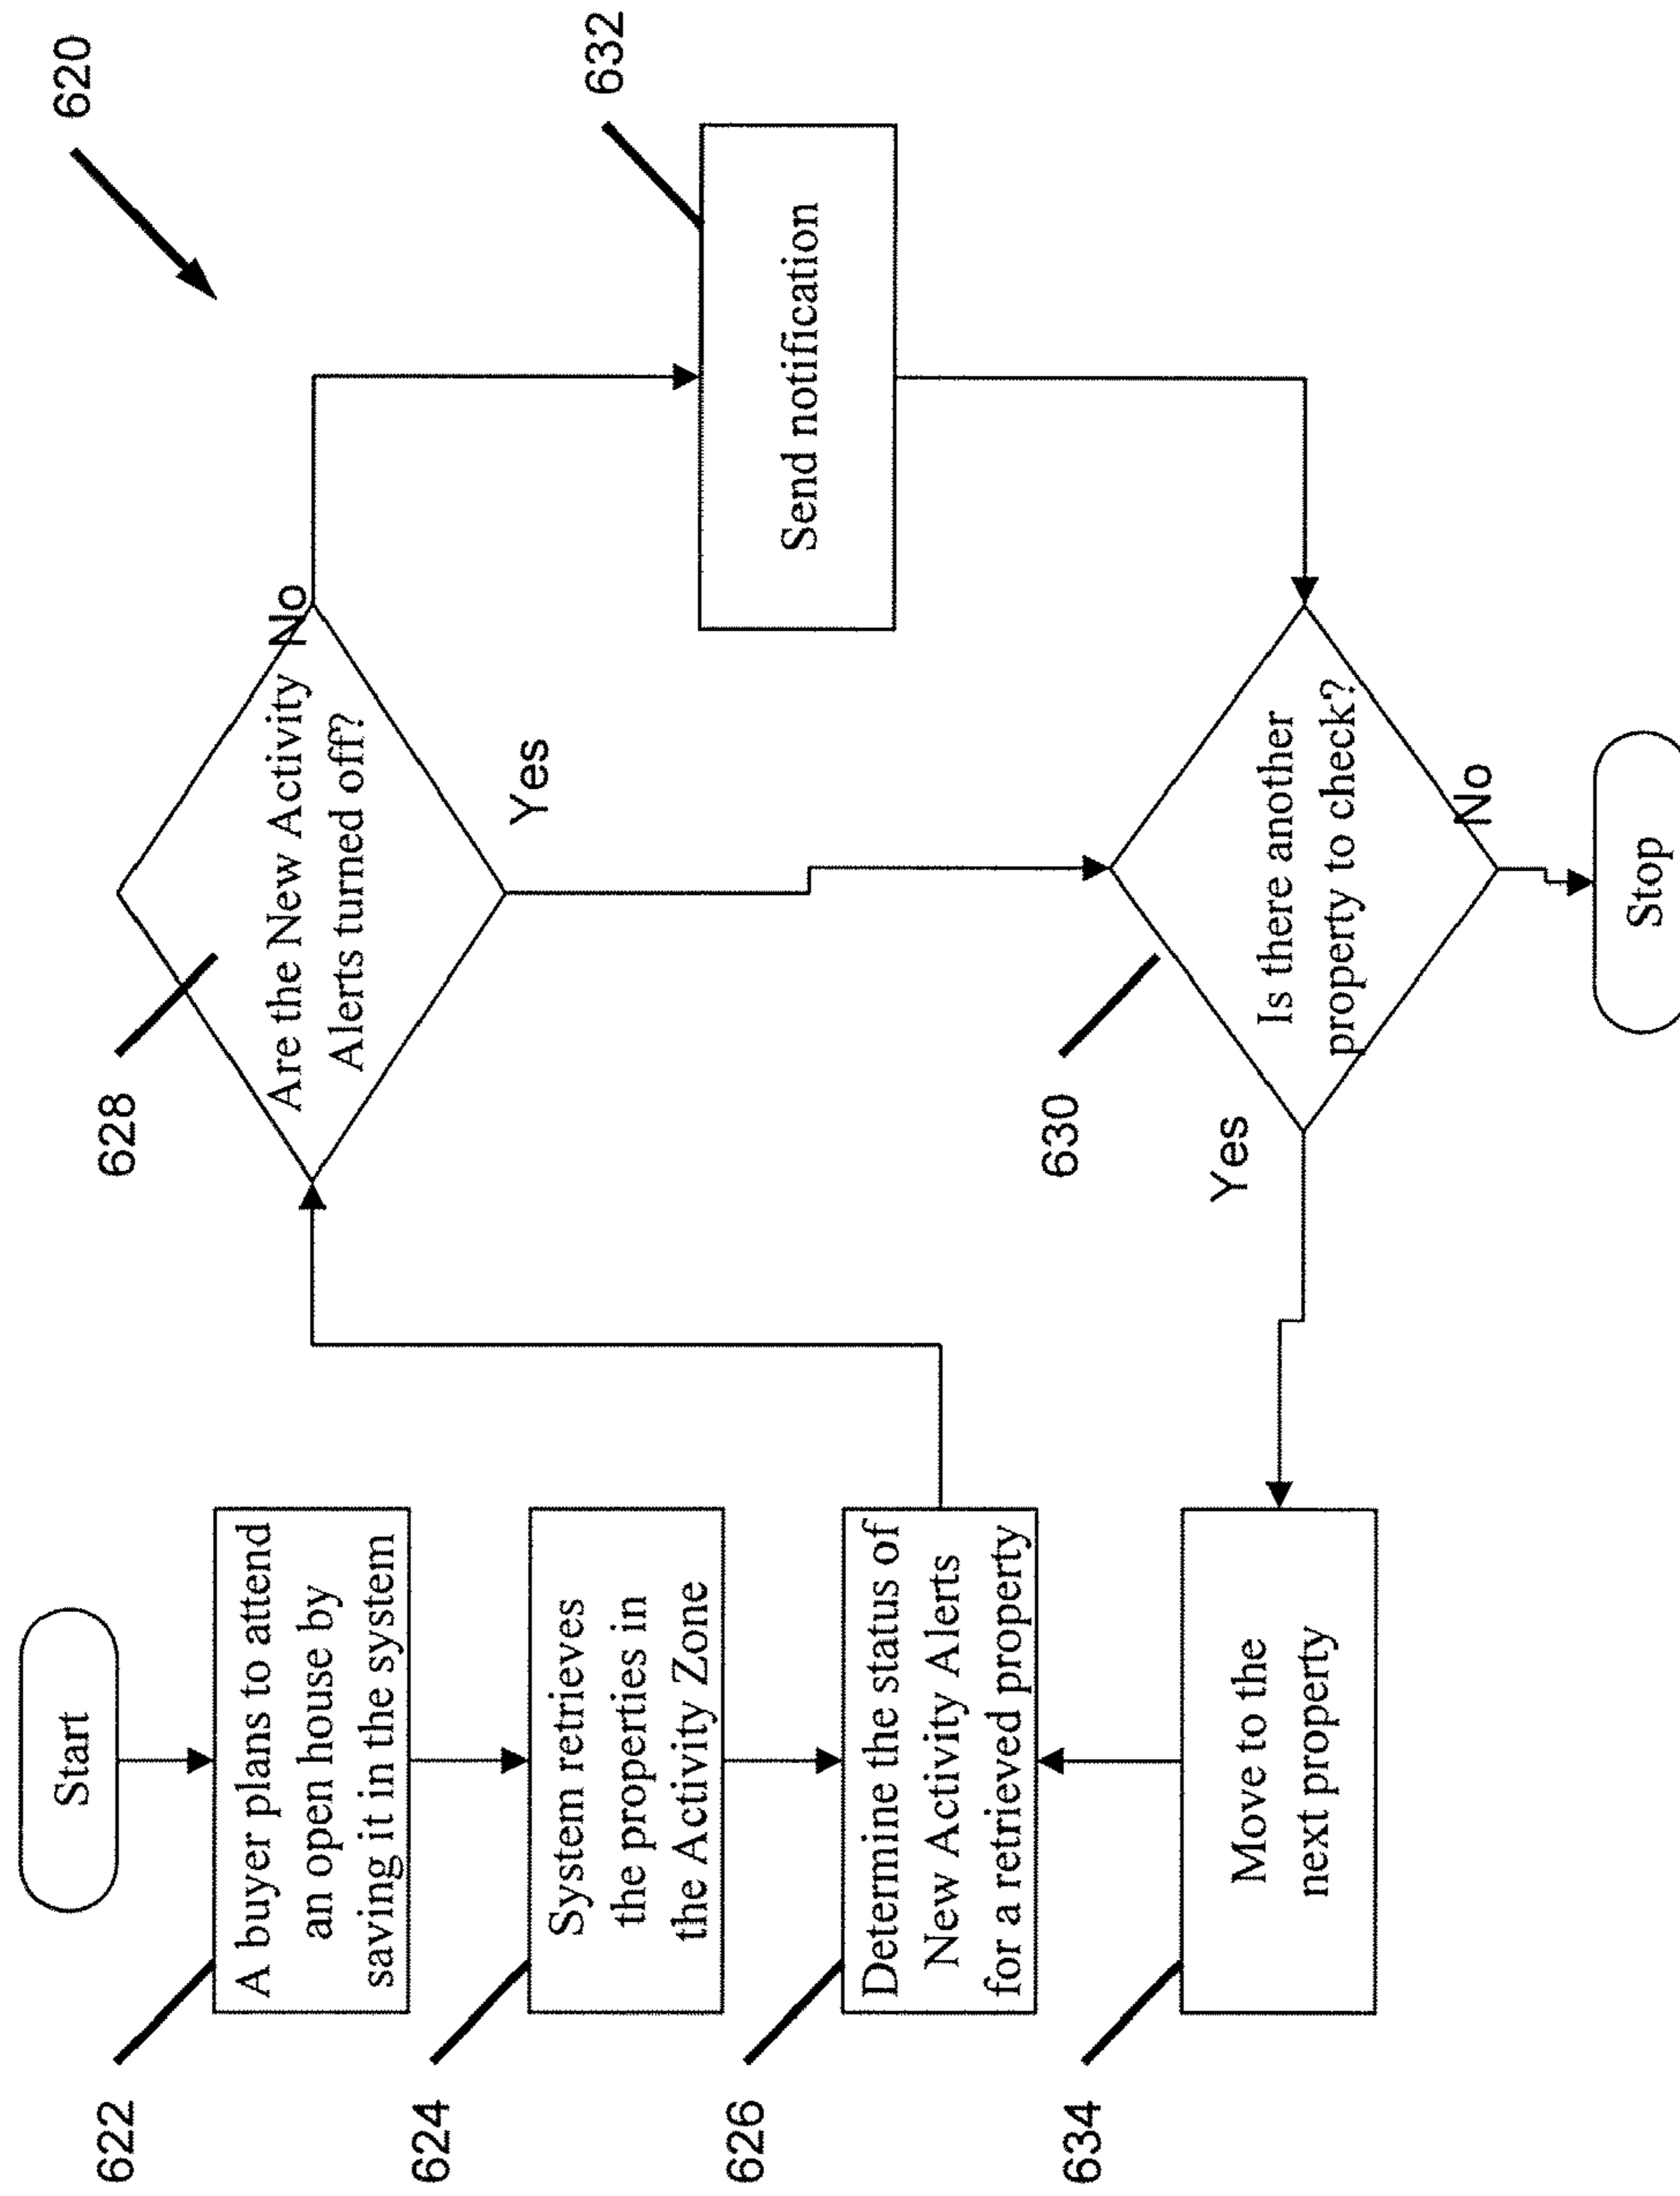 620
Start
622
A buyer plans to attend
an open house by
saving it in the system
624
System retrieves
the properties in
the Activity Zone
626
Determine the status of
New Activity Alerts
for a retrieved property
628
Are the New Activity
Alerts turned off?
No
Yes
632
Send notification
630
Is there another
property to check?
Yes
No
634
Move to the
next property
Stop